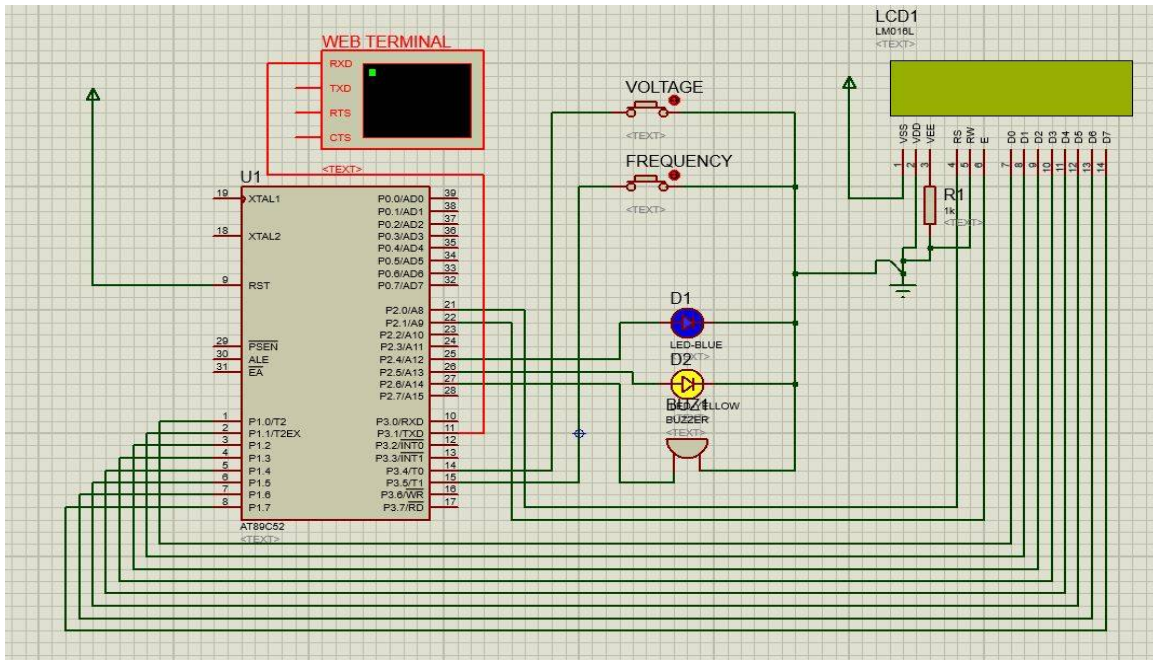 LCD1
LM016L
<TEXT>
WEB TERMINAL
RXD
TXD
RTS
CTS
<TEXT>
VOLTAGE
<TEXT>
FREQUENCY
<TEXT>
VSS
VDD
VEE
RS
RW
E
D0
D1
D2
D3
D4
D5
D6
D7
1
2
3
4
5
6
7
8
9
10
11
12
13
14
R1
1k
<TEXT>
U1
19
XTAL1
18
XTAL2
9
RST
29
PSEN
30
ALE
31
EA
1
P1.0/T2
2
P1.1/T2EX
3
P1.2
4
P1.3
5
P1.4
6
P1.5
7
P1.6
8
P1.7
P0.0/AD0
39
P0.1/AD1
38
P0.2/AD2
37
P0.3/AD3
36
P0.4/AD4
35
P0.5/AD5
34
P0.6/AD6
33
P0.7/AD7
32
P2.0/A8
21
P2.1/A9
22
P2.2/A10
23
P2.3/A11
24
P2.4/A12
25
P2.5/A13
26
P2.6/A14
27
P2.7/A15
28
P3.0/RXD
10
P3.1/TXD
11
P3.2/INT0
12
P3.3/INT1
13
P3.4/T0
14
P3.5/T1
15
P3.6/WR
16
P3.7/RD
17
AT89C52
<TEXT>
D1
LED-BLUE
<TEXT>
D2
LED-YELLOW
BUZ1
BUZZER
<TEXT>